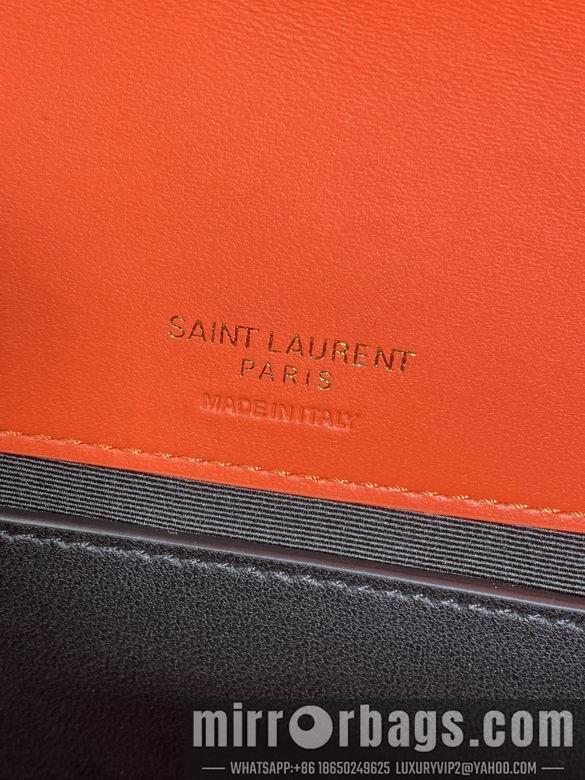 SAINT LAURENT
PARIS
MADE IN ITALY
mirrorbags.com
WHATSAPP:+86 18650249625 LUXURYVIP2@YAHOO.COM